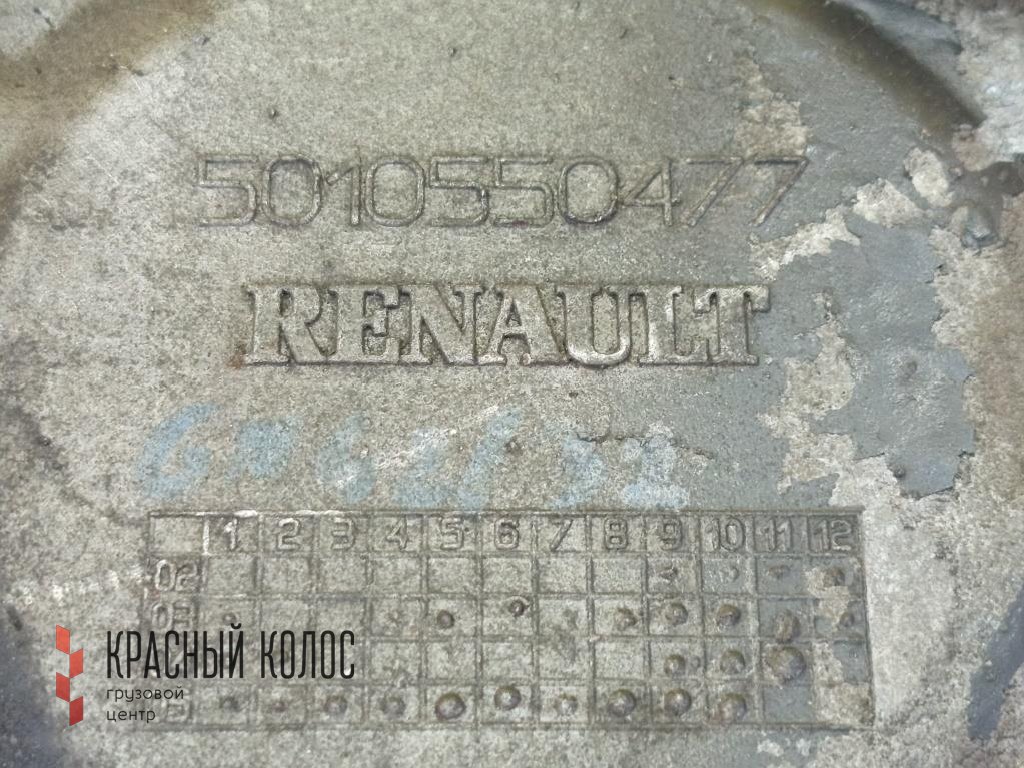 5010550477
RENAULT
1 2 3 4 5 6 7 8 9 10 11 12
02
03
КРАСНЫЙ КОЛОС
грузовой
центр